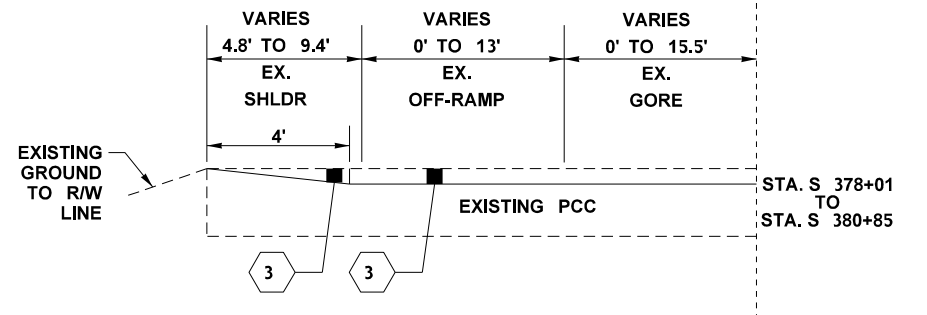 VARIES
4.8' TO 9.4'
EX.
SHLDR
VARIES
0' TO 13'
EX.
OFF-RAMP
VARIES
0' TO 15.5'
EX.
GORE
4'
EXISTING
GROUND
TO R/W
LINE
EXISTING PCC
STA. S 378+01
TO
STA. S 380+85
3
3